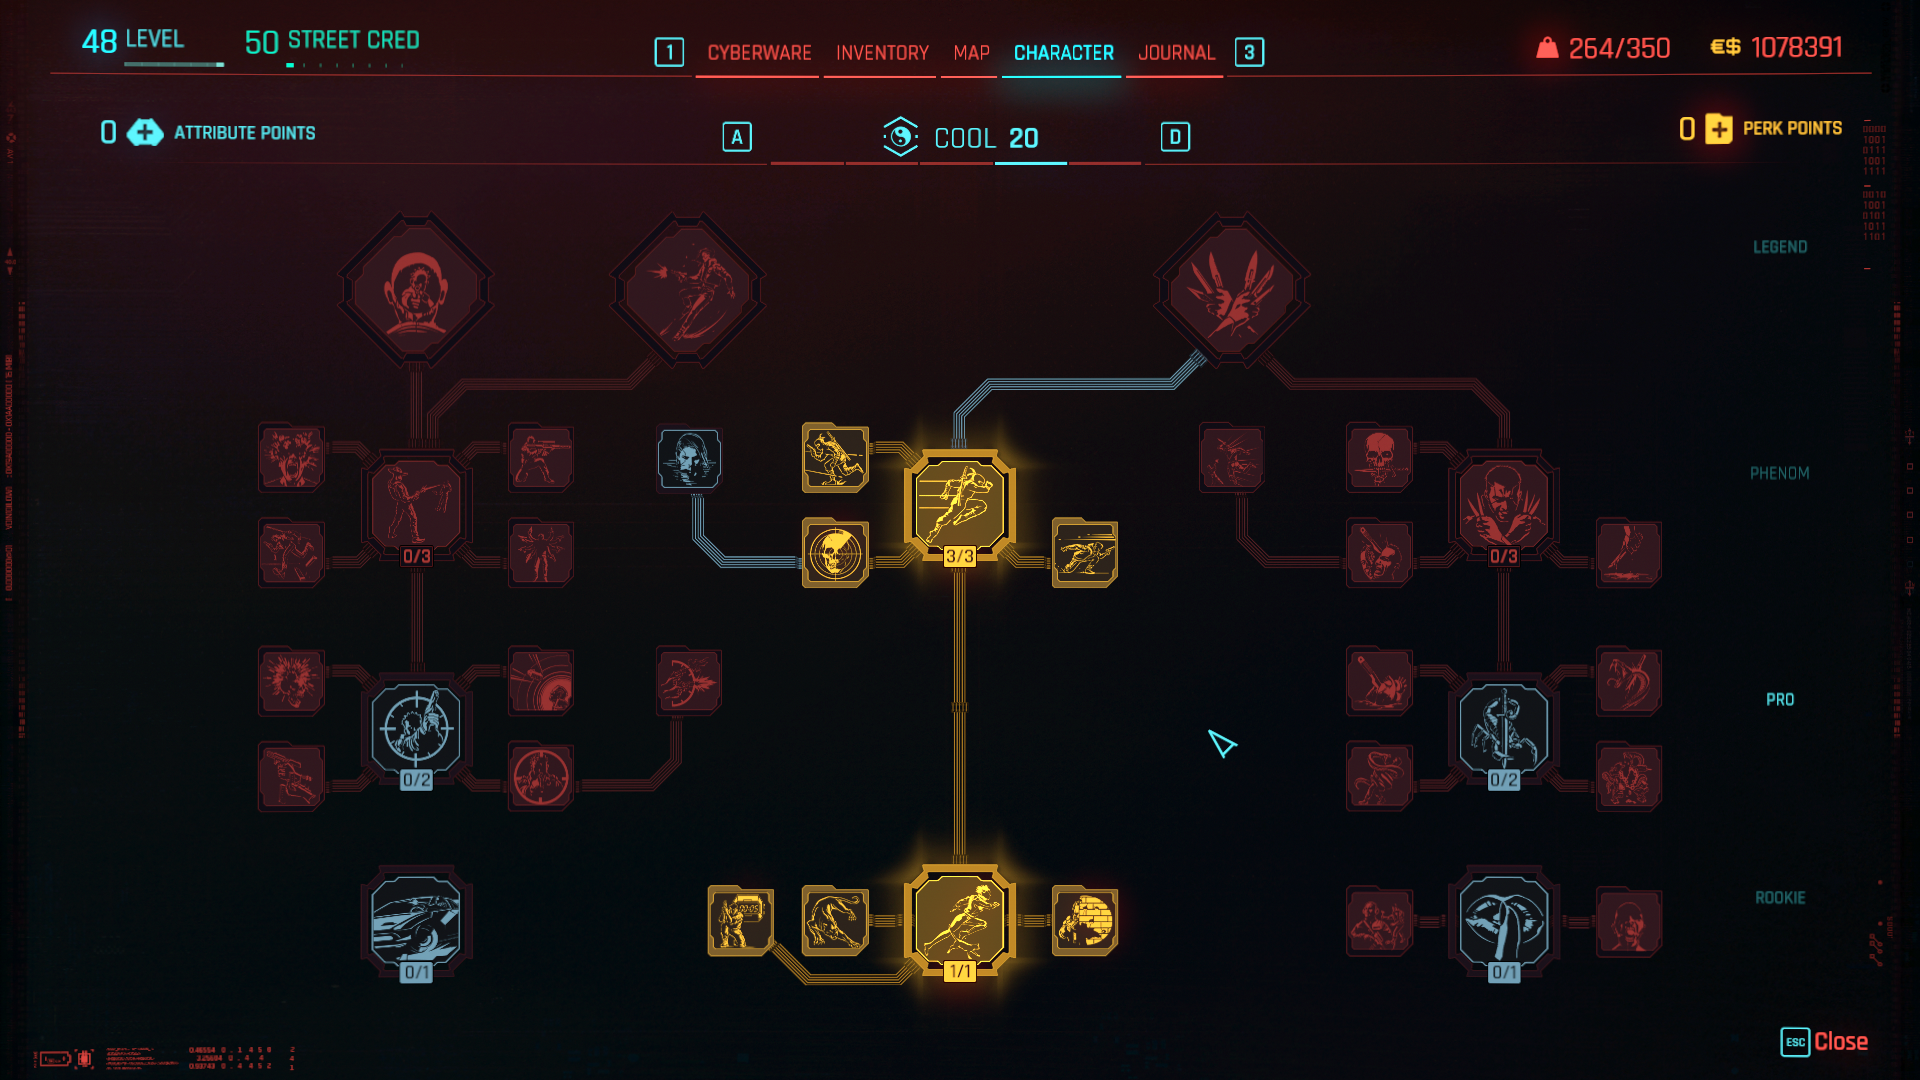 48 LEVEL
50 STREET CRED
1 CYBERWARE INVENTORY MAP CHARACTER JOURNAL 3
264/350
€$ 1078391
0 ATTRIBUTE POINTS
A COOL 20 D
0 PERK POINTS
LEGEND
0/3
3/3
0/3
PHENOM
0/2
0/2
PRO
0/1
1/1
0/1
ROOKIE
ESC Close